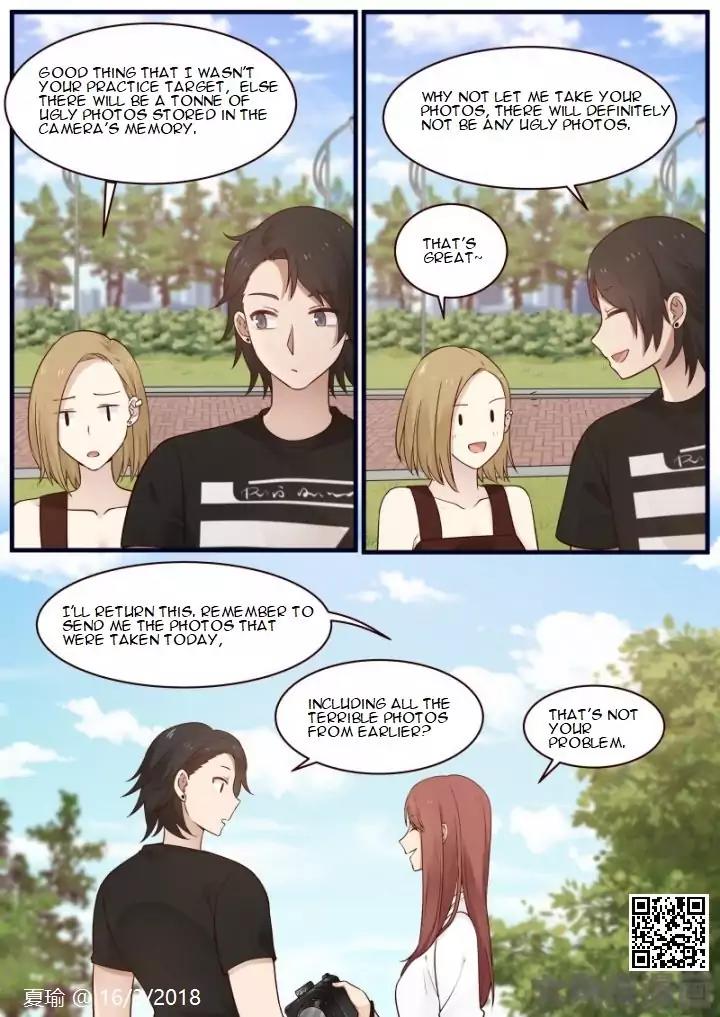 GOOD THING THAT I WASN'T
YOUR PRACTICE TARGET, ELSE
THERE WILL BE A TONNE OF
UGLY PHOTOS STORED IN THE
CAMERA'S MEMORY.
WHY NOT LET ME TAKE YOUR
PHOTOS, THERE WILL DEFINITELY
NOT BE ANY UGLY PHOTOS.
THAT'S
GREAT~
I'LL RETURN THIS. REMEMBER TO
SEND ME THE PHOTOS THAT
WERE TAKEN TODAY,
INCLUDING ALL THE
TERRIBLE PHOTOS
FROM EARLIER?
THAT'S NOT
YOUR
PROBLEM.
夏瑜 @ 16/2018